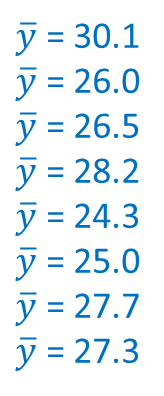 ȳ = 30.1
ȳ = 26.0
ȳ = 26.5
ȳ = 28.2
ȳ = 24.3
ȳ = 25.0
ȳ = 27.7
ȳ = 27.3